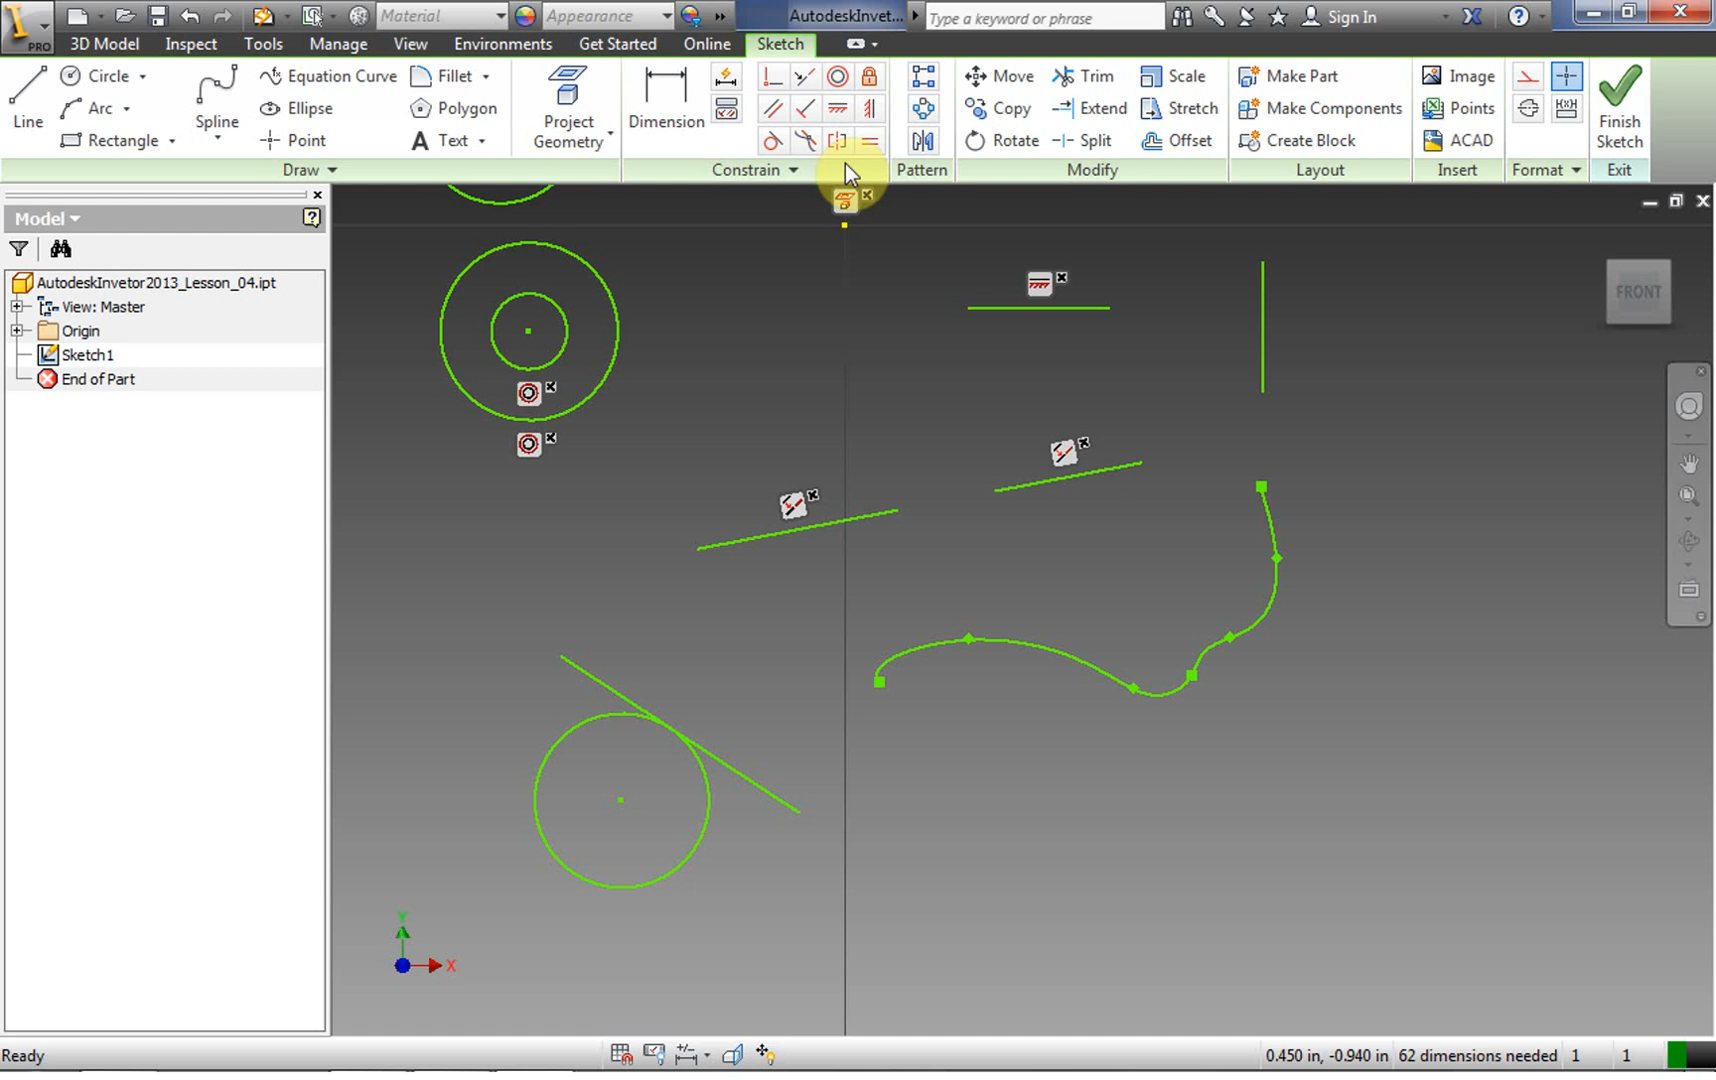 Material
Appearance
AutodeskInvet...
Type a keyword or phrase
Sign In
PRO
3D Model
Inspect
Tools
Manage
View
Environments
Get Started
Online
Sketch
Line
Circle
Arc
Rectangle
Spline
Equation Curve
Ellipse
Point
Fillet
Polygon
Text
Project
Geometry
Dimension
Move
Copy
Rotate
Trim
Extend
Split
Scale
Stretch
Offset
Make Part
Make Components
Create Block
Image
Points
ACAD
Finish
Sketch
Draw
Constrain
Pattern
Modify
Layout
Insert
Format
Exit
Model
AutodeskInvetor2013_Lesson_04.ipt
View: Master
Origin
Sketch1
End of Part
FRONT
Y
X
Ready
0.450 in, -0.940 in
62 dimensions needed
1
1